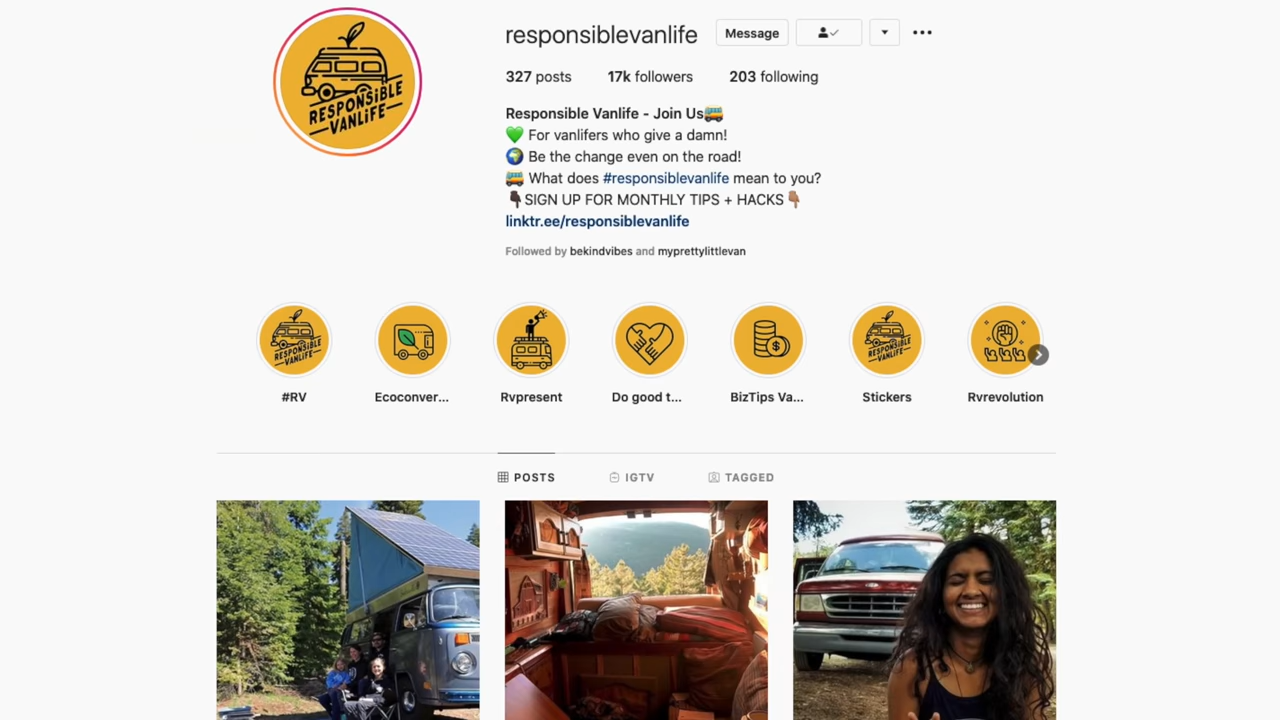 RESPONSIBLE
VANLIFE
responsiblevanlife
Message
327 posts 17k followers 203 following
Responsible Vanlife - Join Us🚐
💚 For vanlifers who give a damn!
🌍 Be the change even on the road!
🚐 What does #responsiblevanlife mean to you?
👇🏿SIGN UP FOR MONTHLY TIPS + HACKS👇🏽
linktr.ee/responsiblevanlife
Followed by bekindvibes and myprettylittlevan
RESPONSIBLE
VANLIFE
RESPONSIBLE
VANLIFE
#RV Ecoconver... Rvpresent Do good t... BizTips Va... Stickers Rvrevolution
POSTS IGTV TAGGED